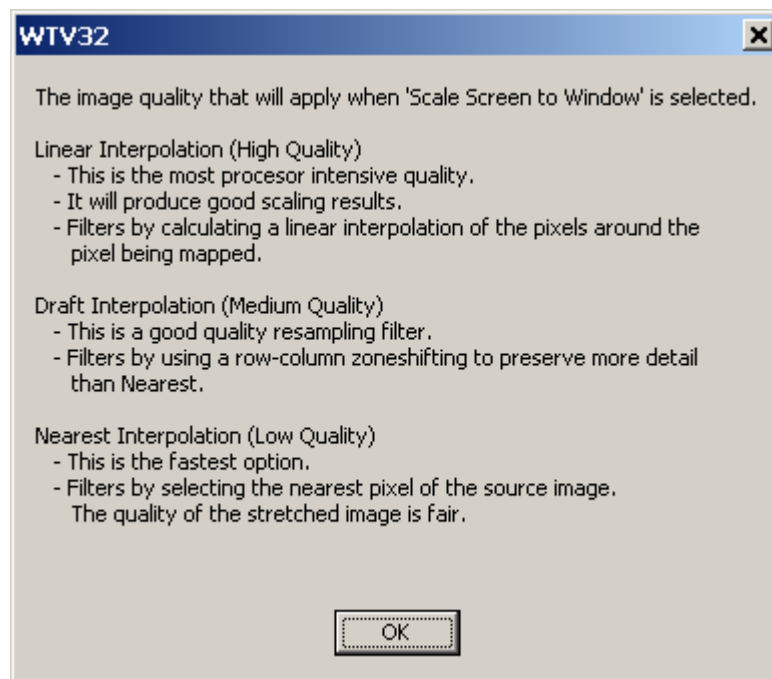 WTV32
The image quality that will apply when 'Scale Screen to Window' is selected.
Linear Interpolation (High Quality)
- This is the most procesor intensive quality.
- It will produce good scaling results.
- Filters by calculating a linear interpolation of the pixels around the
pixel being mapped.
Draft Interpolation (Medium Quality)
- This is a good quality resampling filter.
- Filters by using a row-column zoneshifting to preserve more detail
than Nearest.
Nearest Interpolation (Low Quality)
- This is the fastest option.
- Filters by selecting the nearest pixel of the source image.
The quality of the stretched image is fair.
OK